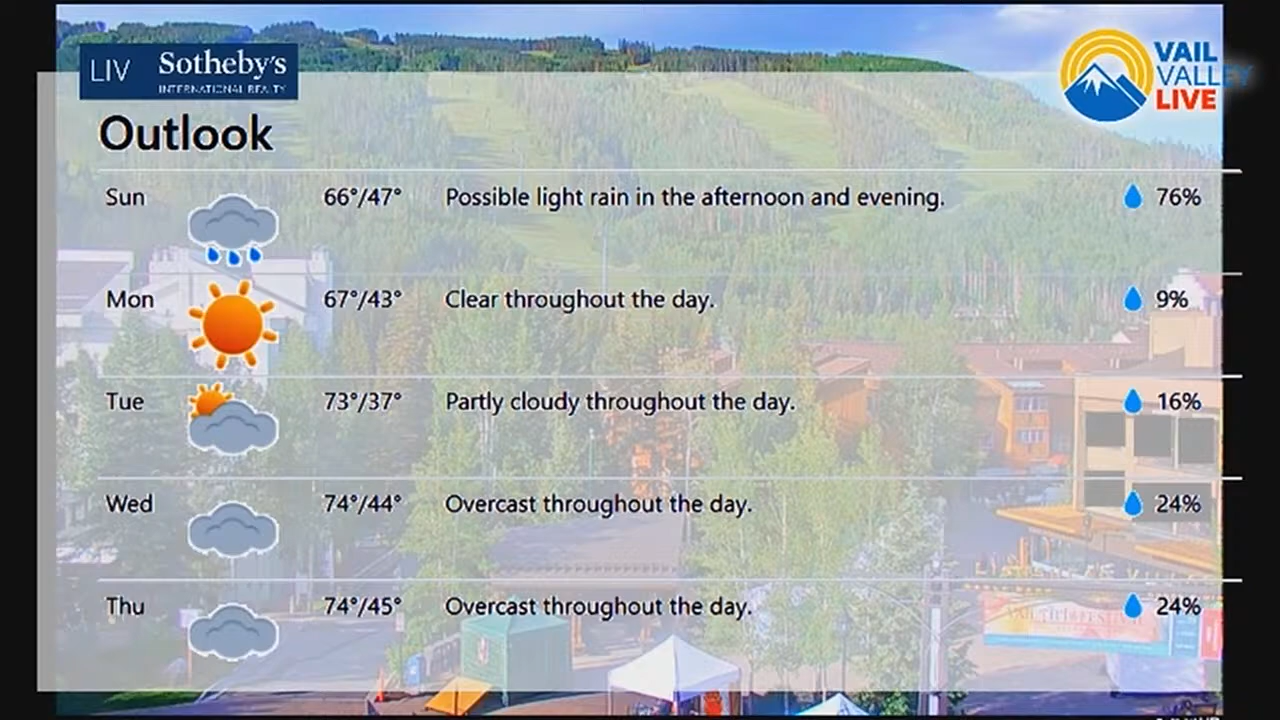 LIV Sotheby's
INTERNATIONAL REALTY
VAIL
VALLEY
LIVE
Outlook
Sun 66°/47° Possible light rain in the afternoon and evening. 76%
Mon 67°/43° Clear throughout the day. 9%
Tue 73°/37° Partly cloudy throughout the day. 16%
Wed 74°/44° Overcast throughout the day. 24%
Thu 74°/45° Overcast throughout the day. 24%